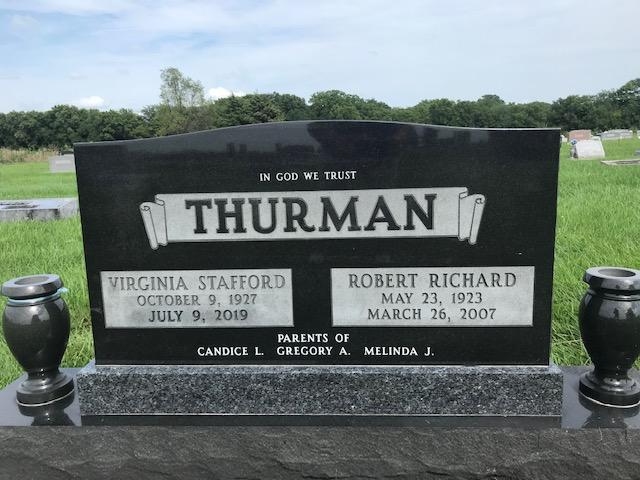 IN GOD WE TRUST
THURMAN
VIRGINIA STAFFORD
OCTOBER 9, 1927
JULY 9, 2019
ROBERT RICHARD
MAY 23, 1923
MARCH 26, 2007
PARENTS OF
CANDICE L. GREGORY A. MELINDA J.